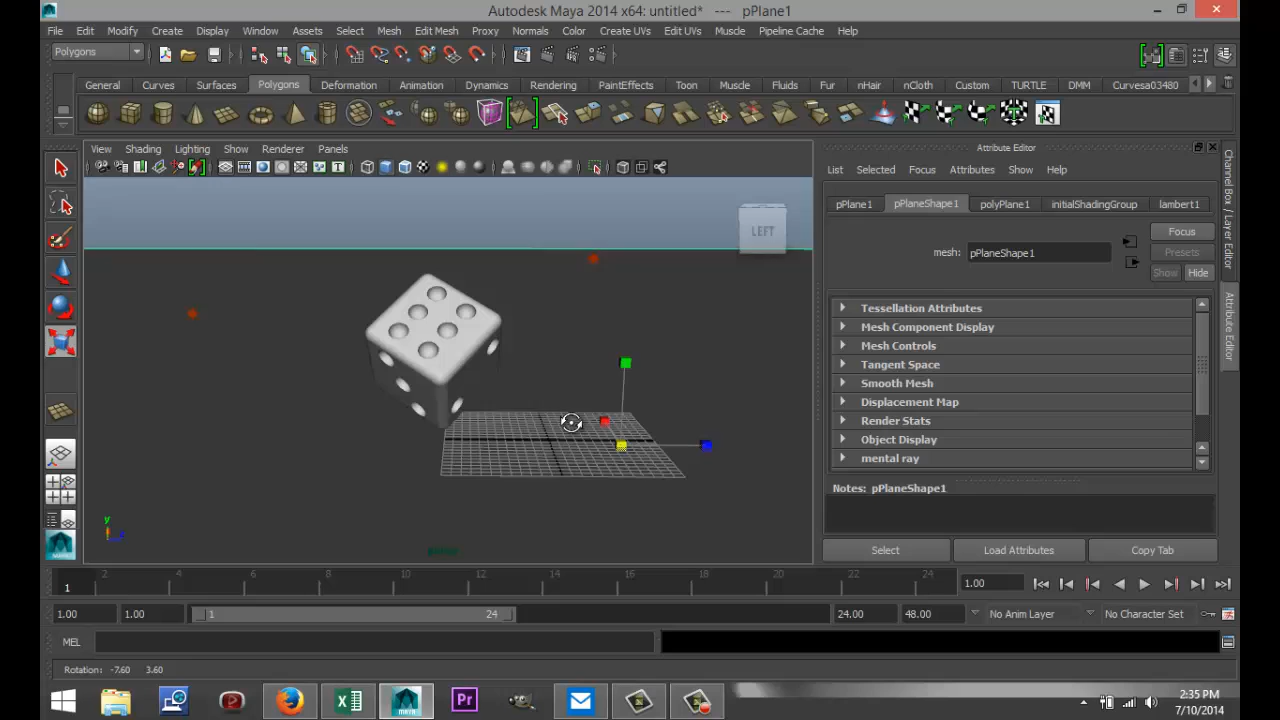 Autodesk Maya 2014 x64: untitled* --- pPlane1
File Edit Modify Create Display Window Assets Select Mesh Edit Mesh Proxy Normals Color Create UVs Edit UVs Muscle Pipeline Cache Help
Polygons
General Curves Surfaces Polygons Deformation Animation Dynamics Rendering PaintEffects Toon Muscle Fluids Fur nHair nCloth Custom TURTLE DMM Curvesa03480
View Shading Lighting Show Renderer Panels
Attribute Editor
List Selected Focus Attributes Show Help
pPlane1 pPlaneShape1 polyPlane1 initialShadingGroup lambert1
LEFT
Focus
mesh: pPlaneShape1
Presets
Show Hide
Tessellation Attributes
Mesh Component Display
Mesh Controls
Tangent Space
Smooth Mesh
Displacement Map
Render Stats
Object Display
mental ray
Notes: pPlaneShape1
Select Load Attributes Copy Tab
Channel Box / Layer Editor
Attribute Editor
y
z
1 2 4 6 8 10 12 14 16 18 20 22 24 1.00
1.00 1.00 1 24 24.00 48.00 No Anim Layer No Character Set
MEL
Rotation: -7.60 3.60
2:35 PM
7/10/2014